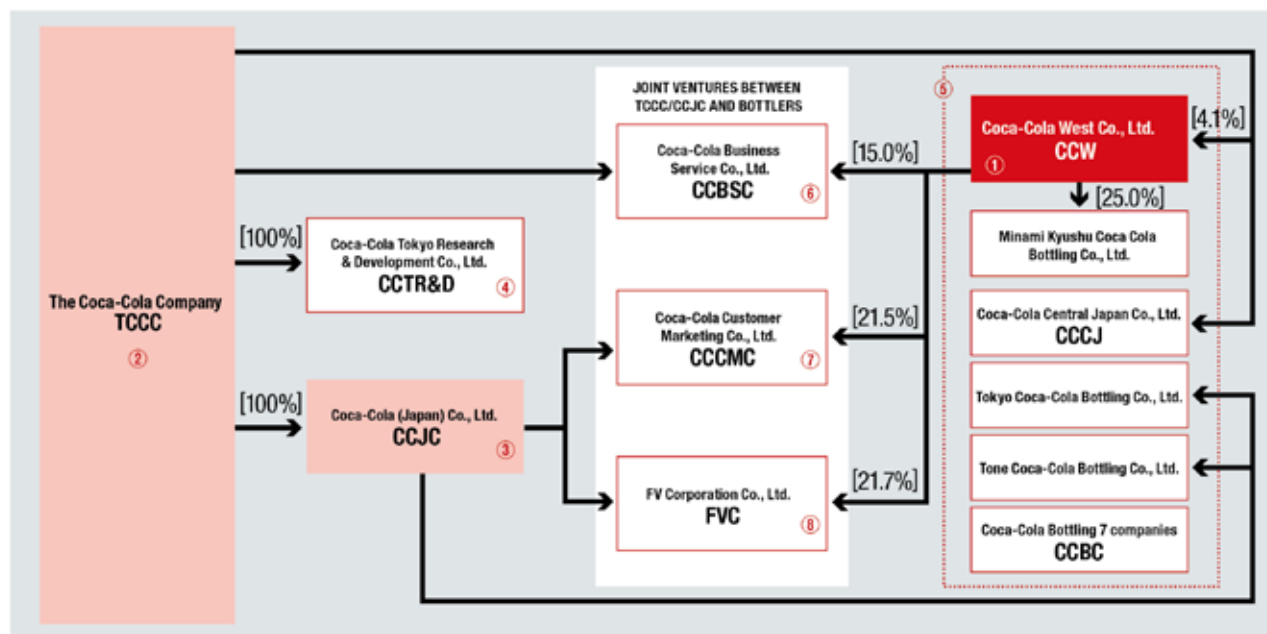 The Coca-Cola Company
TCCC
②
[100%]
Coca-Cola Tokyo Research
& Development Co., Ltd.
CCTR&D
④
[100%]
Coca-Cola (Japan) Co., Ltd.
CCJC
③
JOINT VENTURES BETWEEN
TCCC/CCJC AND BOTTLERS
Coca-Cola Business
Service Co., Ltd.
CCBSC
⑥
Coca-Cola Customer
Marketing Co., Ltd.
CCCMC
⑦
FV Corporation Co., Ltd.
FVC
⑧
[15.0%]
[21.5%]
[21.7%]
⑤
Coca-Cola West Co., Ltd.
CCW
①
[4.1%]
[25.0%]
Minami Kyushu Coca Cola
Bottling Co., Ltd.
Coca-Cola Central Japan Co., Ltd.
CCCJ
Tokyo Coca-Cola Bottling Co., Ltd.
Tone Coca-Cola Bottling Co., Ltd.
Coca-Cola Bottling 7 companies
CCBC